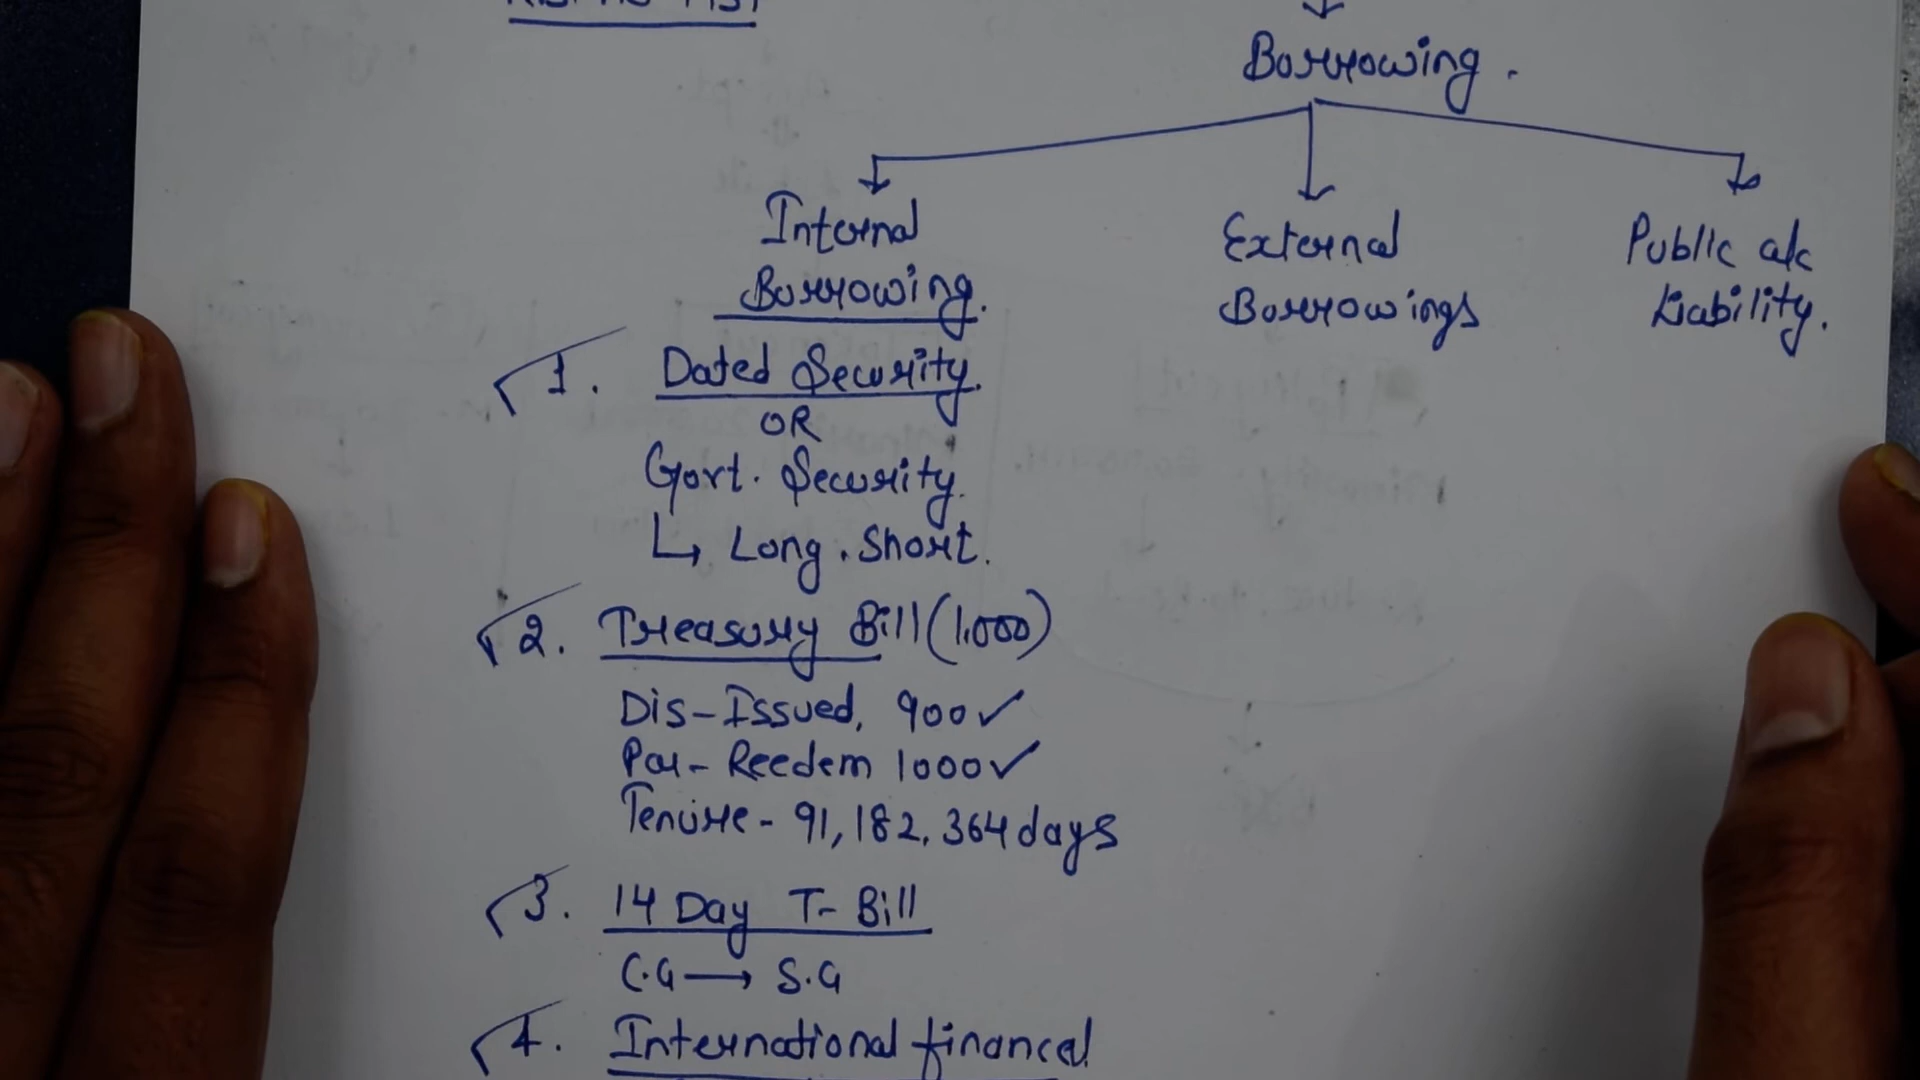 Borrowing.
Internal
Borrowing.
External
Borrowings
Public a/c
Liability.
1. Dated Security.
OR
Govt. Security.
↳ Long. Short.
2. Treasury Bill (1,000)
Dis-Issued, 900 ✓
Par- Reedem 1000 ✓
Tenure - 91, 182, 364 days
3. 14 Day T- Bill
C.G → S.G
4. International financal